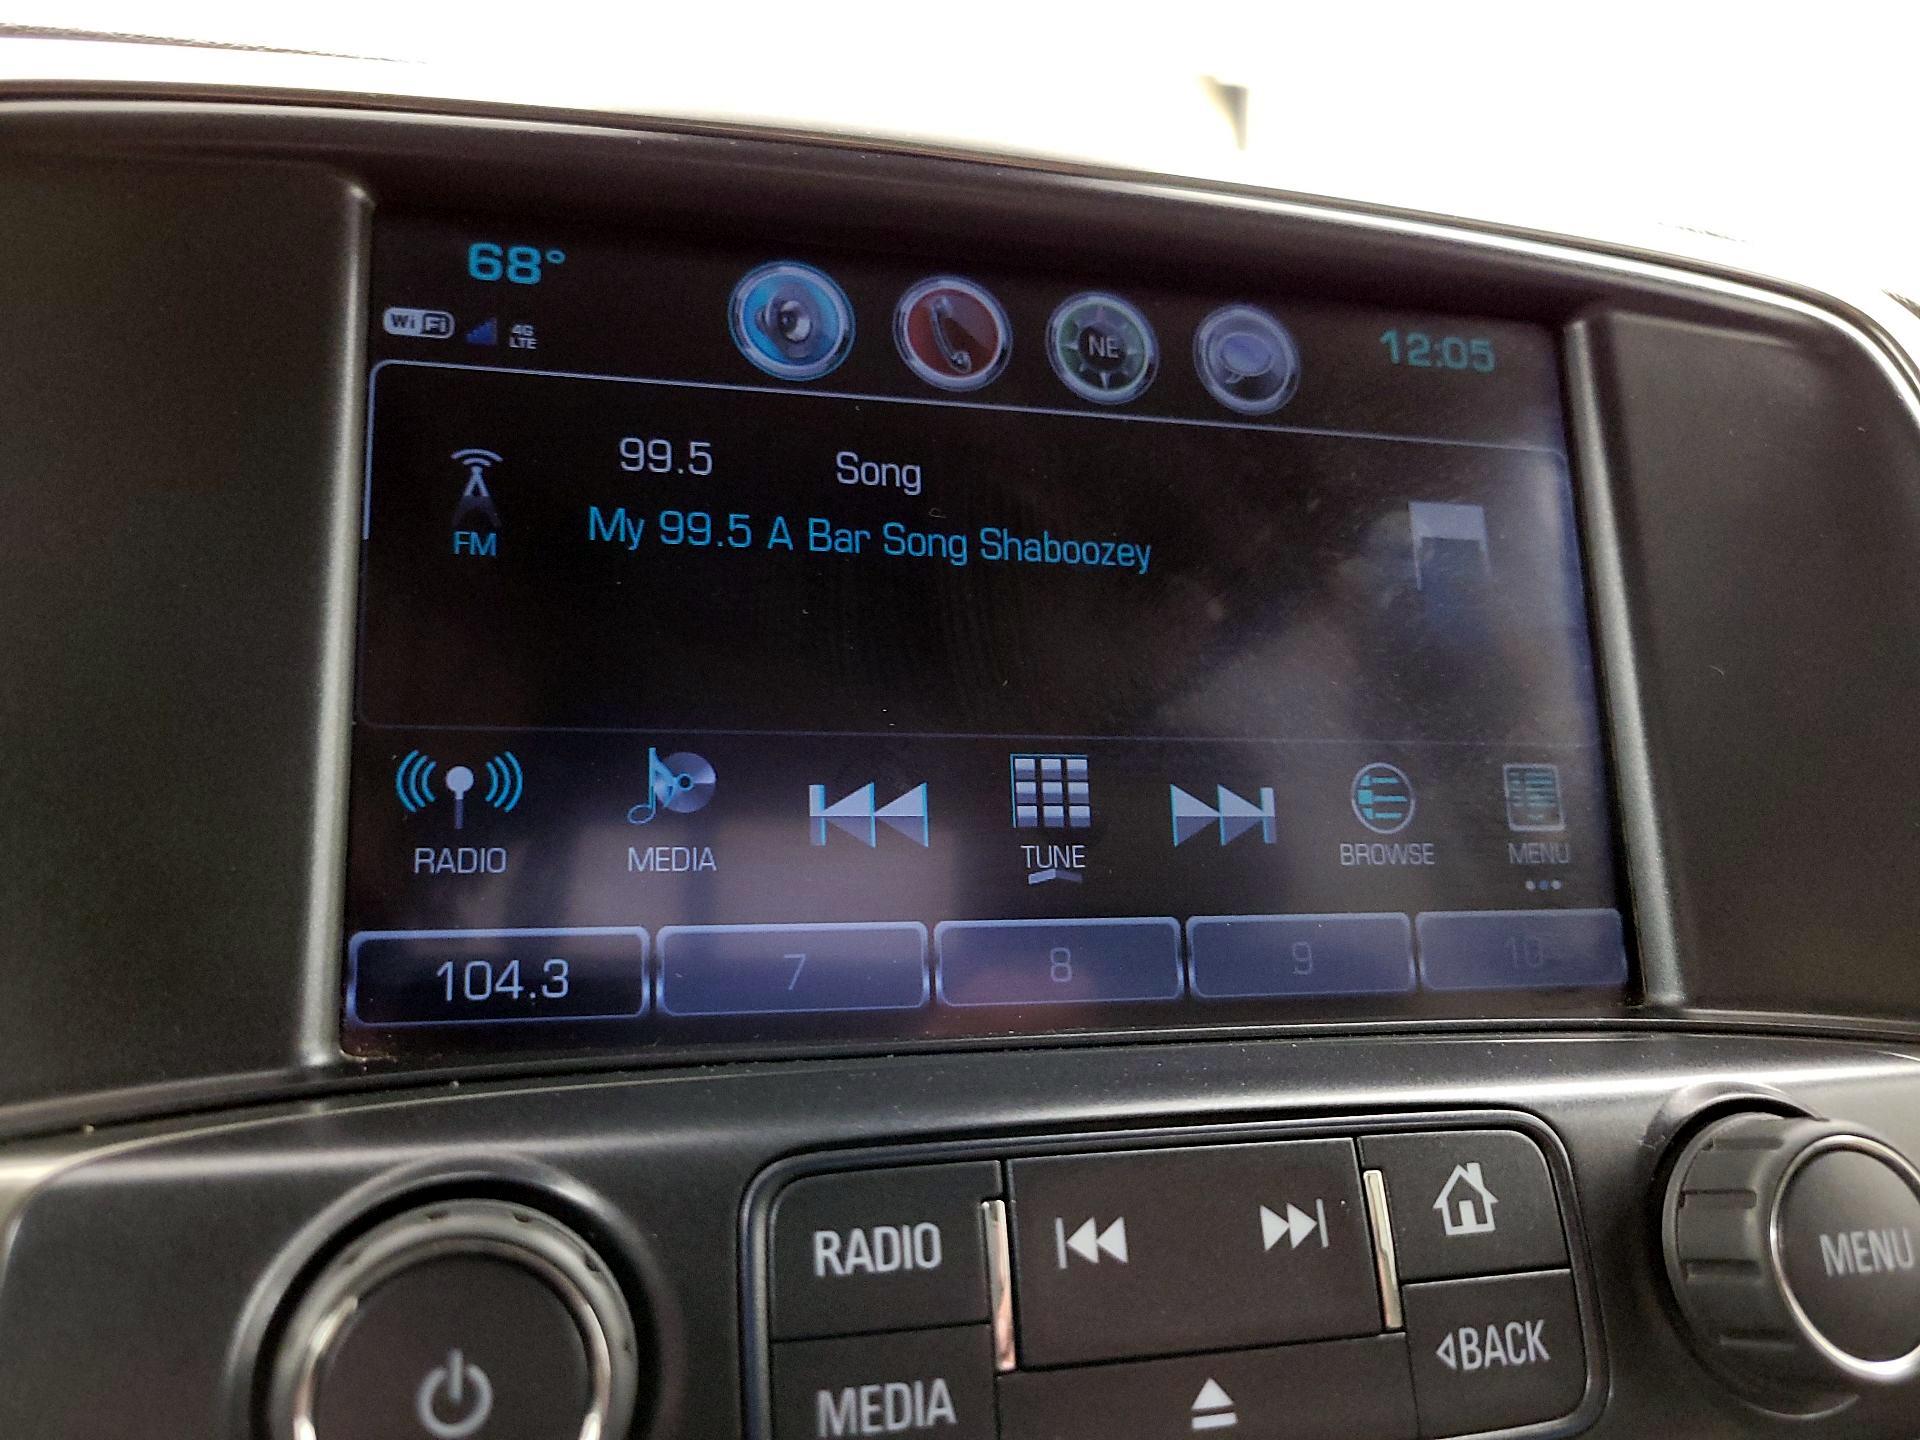 68°
WiFi
4G
LTE
NE
12:05
99.5 Song
FM
My 99.5 A Bar Song Shaboozey
RADIO
MEDIA
TUNE
BROWSE
MENU
104.3
7
8
9
10
RADIO
MENU
BACK
MEDIA